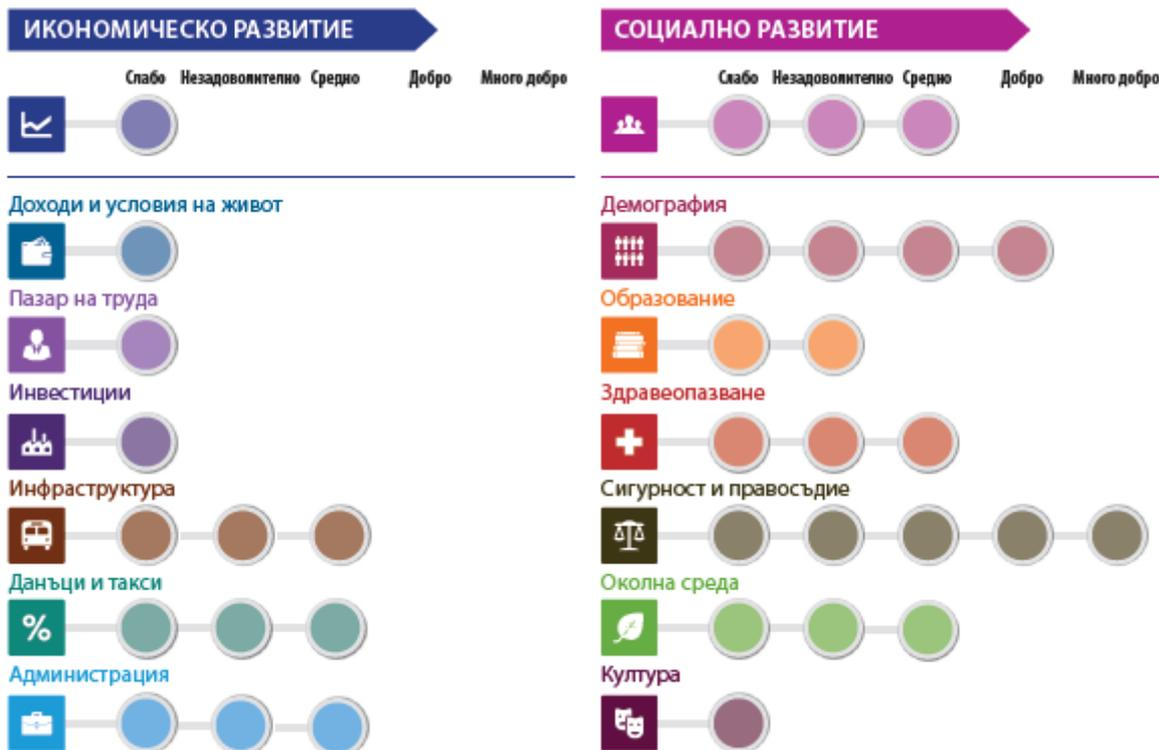 ИКОНОМИЧЕСКО РАЗВИТИЕ
Слабо Незадоволително Средно Добро Много добро
Доходи и условия на живот
Пазар на труда
Инвестиции
Инфраструктура
Данъци и такси
%
Администрация
СОЦИАЛНО РАЗВИТИЕ
Слабо Незадоволително Средно Добро Много добро
Демография
Образование
Здравеопазване
Сигурност и правосъдие
Околна среда
Култура